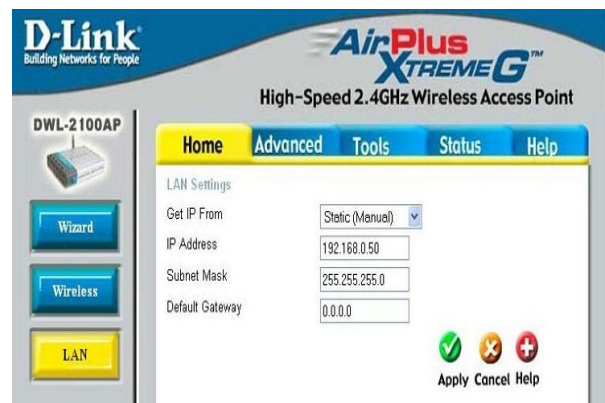 D-Link
Building Networks for People
AirPlus
XTREME G™
High-Speed 2.4GHz Wireless Access Point
DWL-2100AP
Home Advanced Tools Status Help
LAN Settings
Get IP From Static (Manual)
Wizard
IP Address 192.168.0.50
Subnet Mask 255.255.255.0
Wireless
Default Gateway 0.0.0.0
LAN
Apply Cancel Help